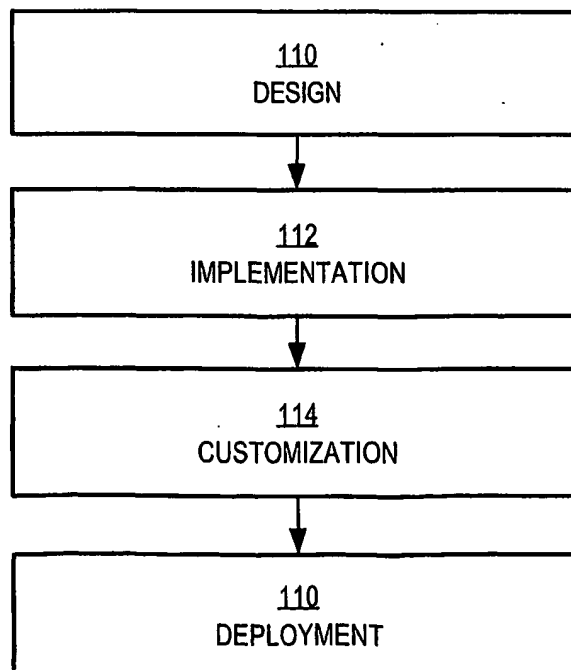 110
DESIGN
112
IMPLEMENTATION
114
CUSTOMIZATION
110
DEPLOYMENT